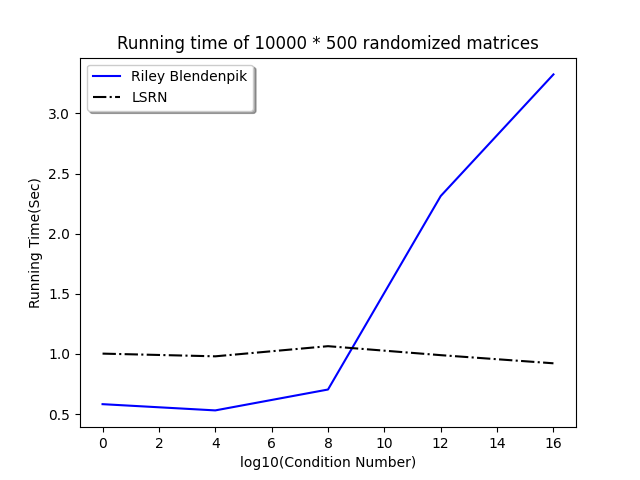 Running time of 10000 * 500 randomized matrices
Riley Blendenpik
LSRN
Running Time(Sec)
3.0
2.5
2.0
1.5
1.0
0.5
0 2 4 6 8 10 12 14 16
log10(Condition Number)